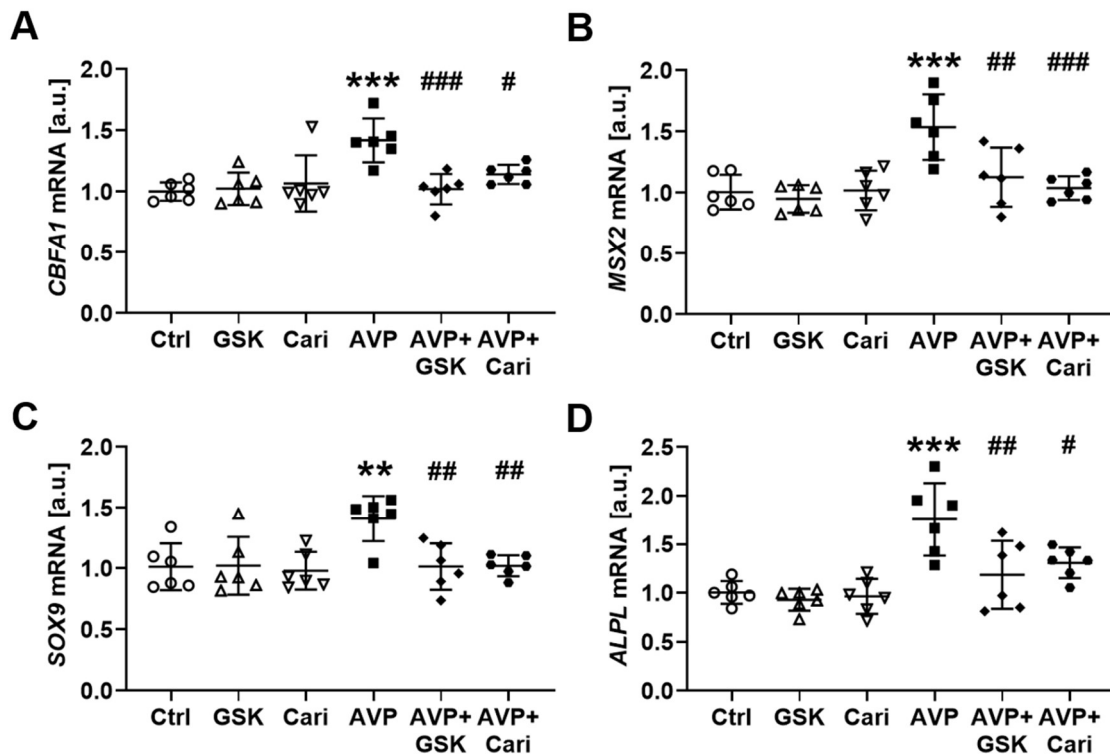 A
CBFA1 mRNA [a.u.]
2.0
1.5
1.0
0.5
0.0
*** ### #
Ctrl GSK Cari AVP AVP+ AVP+
GSK Cari
B
MSX2 mRNA [a.u.]
2.0
1.5
1.0
0.5
0.0
*** ## ###
Ctrl GSK Cari AVP AVP+ AVP+
GSK Cari
C
SOX9 mRNA [a.u.]
2.0
1.5
1.0
0.5
0.0
** ## ##
Ctrl GSK Cari AVP AVP+ AVP+
GSK Cari
D
ALPL mRNA [a.u.]
2.5
2.0
1.5
1.0
0.5
0.0
*** ## #
Ctrl GSK Cari AVP AVP+ AVP+
GSK Cari